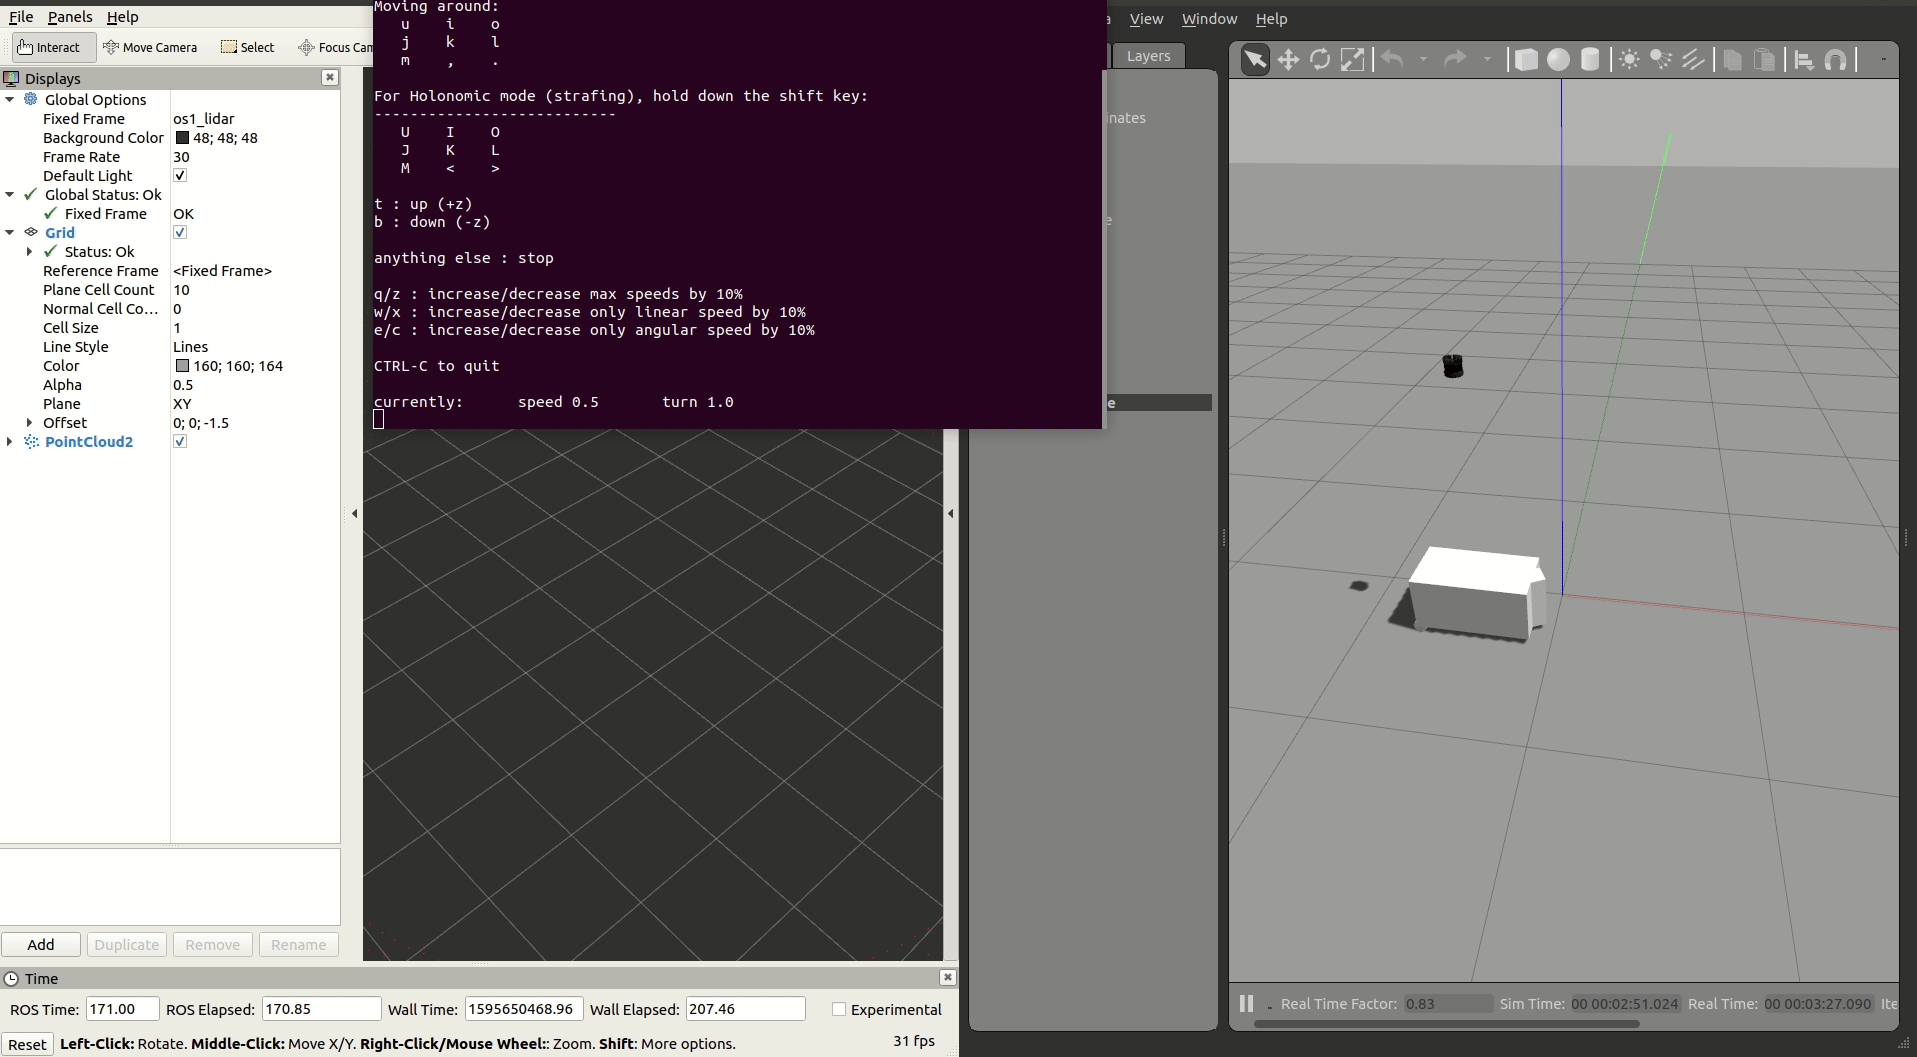 File Panels Help
Interact Move Camera Select Focus Cam
Displays
Global Options
Fixed Frame os1_lidar
Background Color 48; 48; 48
Frame Rate 30
Default Light ✓
Global Status: Ok
Fixed Frame OK
Grid ✓
Status: Ok
Reference Frame <Fixed Frame>
Plane Cell Count 10
Normal Cell Co... 0
Cell Size 1
Line Style Lines
Color 160; 160; 164
Alpha 0.5
Plane XY
Offset 0; 0; -1.5
PointCloud2 ✓
Add Duplicate Remove Rename
Moving around:
u i o
j k l
m , .
For Holonomic mode (strafing), hold down the shift key:
---------------------------
U I O
J K L
M < >
t : up (+z)
b : down (-z)
anything else : stop
q/z : increase/decrease max speeds by 10%
w/x : increase/decrease only linear speed by 10%
e/c : increase/decrease only angular speed by 10%
CTRL-C to quit
currently: speed 0.5 turn 1.0
a View Window Help
Layers
inates
e
e
Real Time Factor: 0.83 Sim Time: 00 00:02:51.024 Real Time: 00 00:03:27.090 Ite
Time
ROS Time: 171.00 ROS Elapsed: 170.85 Wall Time: 1595650468.96 Wall Elapsed: 207.46 Experimental
Reset Left-Click: Rotate. Middle-Click: Move X/Y. Right-Click/Mouse Wheel:: Zoom. Shift: More options. 31 fps